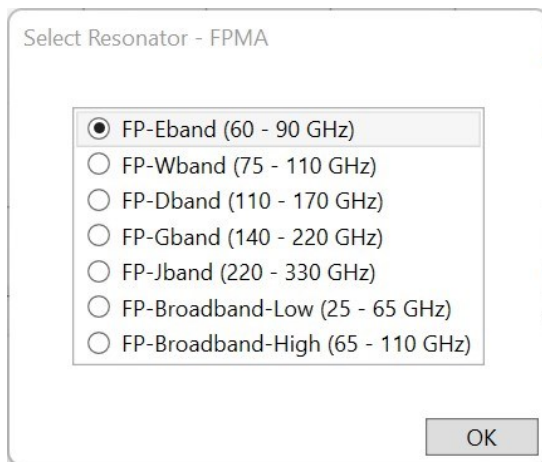 Select Resonator - FPMA
FP-Eband (60 - 90 GHz)
FP-Wband (75 - 110 GHz)
FP-Dband (110 - 170 GHz)
FP-Gband (140 - 220 GHz)
FP-Jband (220 - 330 GHz)
FP-Broadband-Low (25 - 65 GHz)
FP-Broadband-High (65 - 110 GHz)
OK